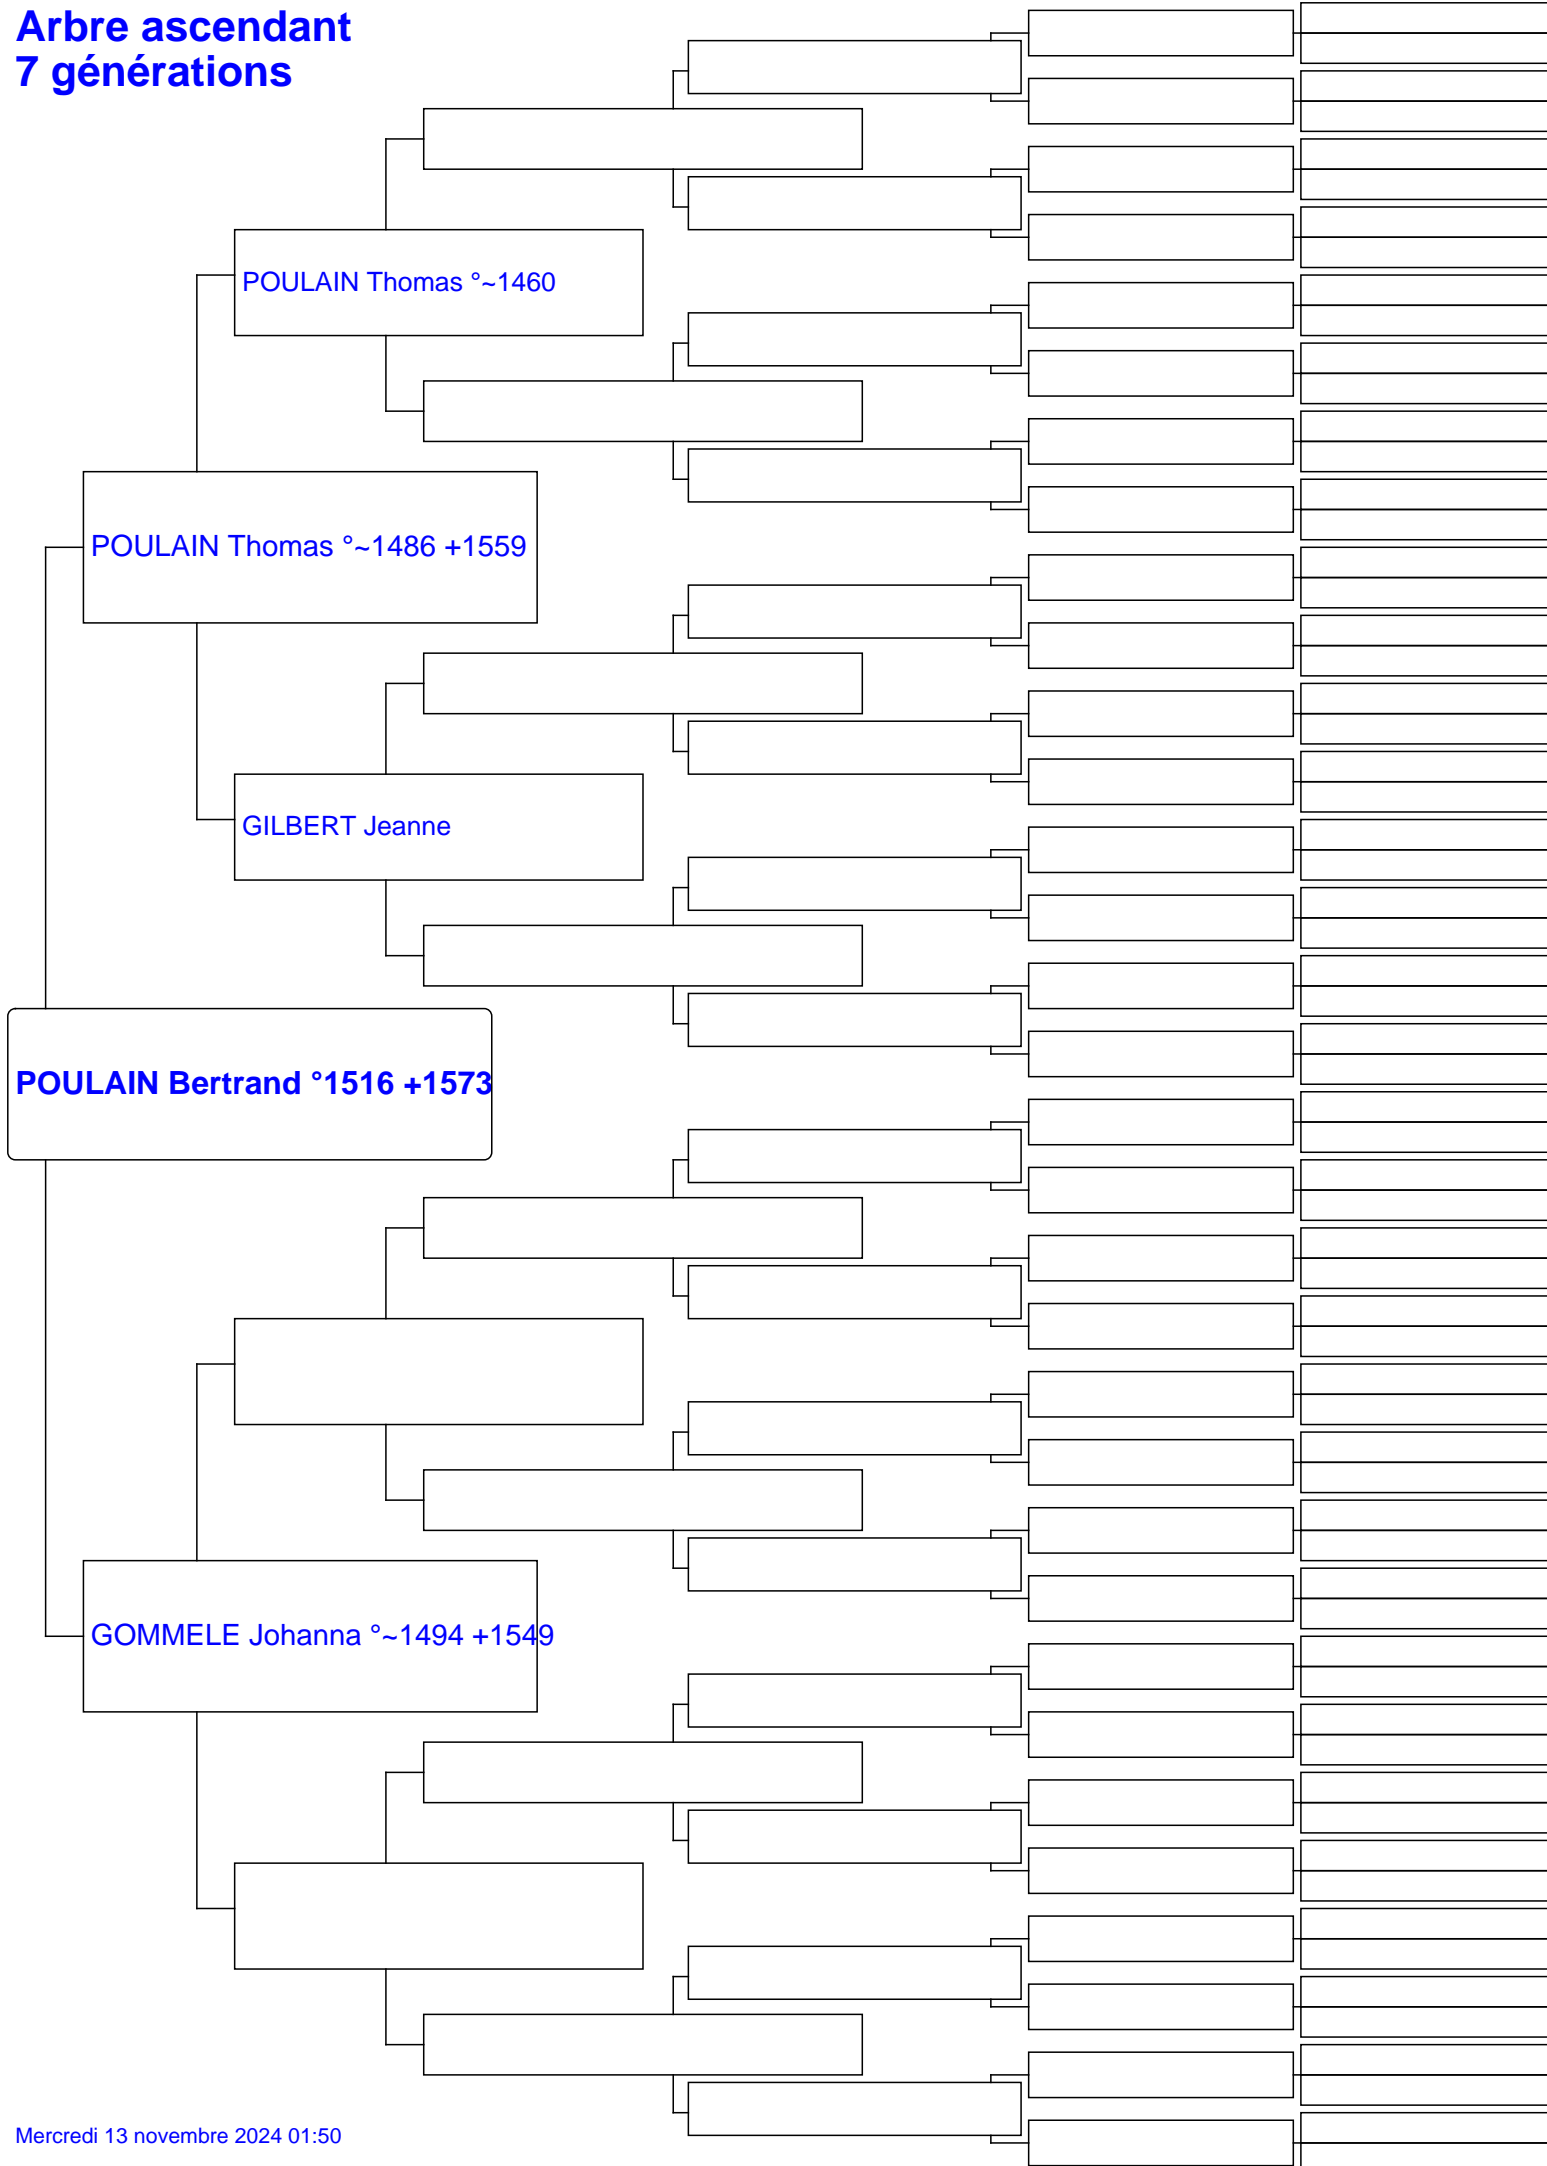 Arbre ascendant
7 générations
POULAIN Thomas °~1460
POULAIN Thomas °~1486 +1559
GILBERT Jeanne
POULAIN Bertrand °1516 +1573
GOMMELE Johanna °~1494 +1549
Mercredi 13 novembre 2024 01:50